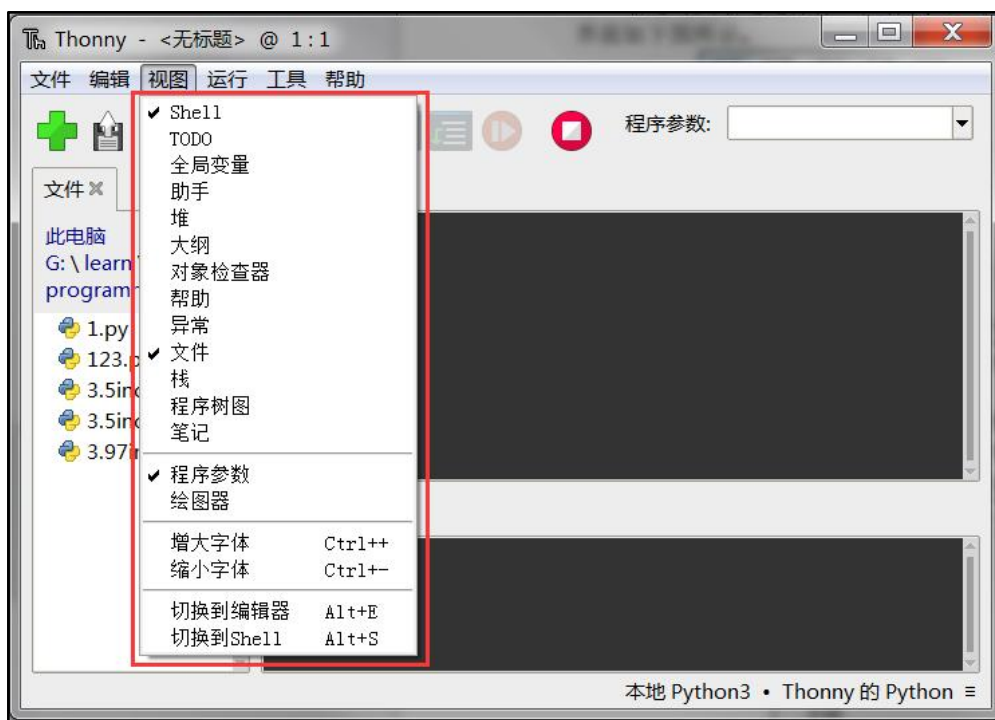 Thonny - <无标题> @ 1:1
文件 编辑 视图 运行 工具 帮助
程序参数:
文件
此电脑
G: \ learn
program
1.py
123.p
3.5in
3.5in
3.97i
Shell
TODO
全局变量
助手
堆
大纲
对象检查器
帮助
异常
文件
栈
程序树图
笔记
程序参数
绘图器
增大字体 Ctrl++
缩小字体 Ctrl+-
切换到编辑器 Alt+E
切换到Shell Alt+S
本地 Python3 • Thonny 的 Python ≡